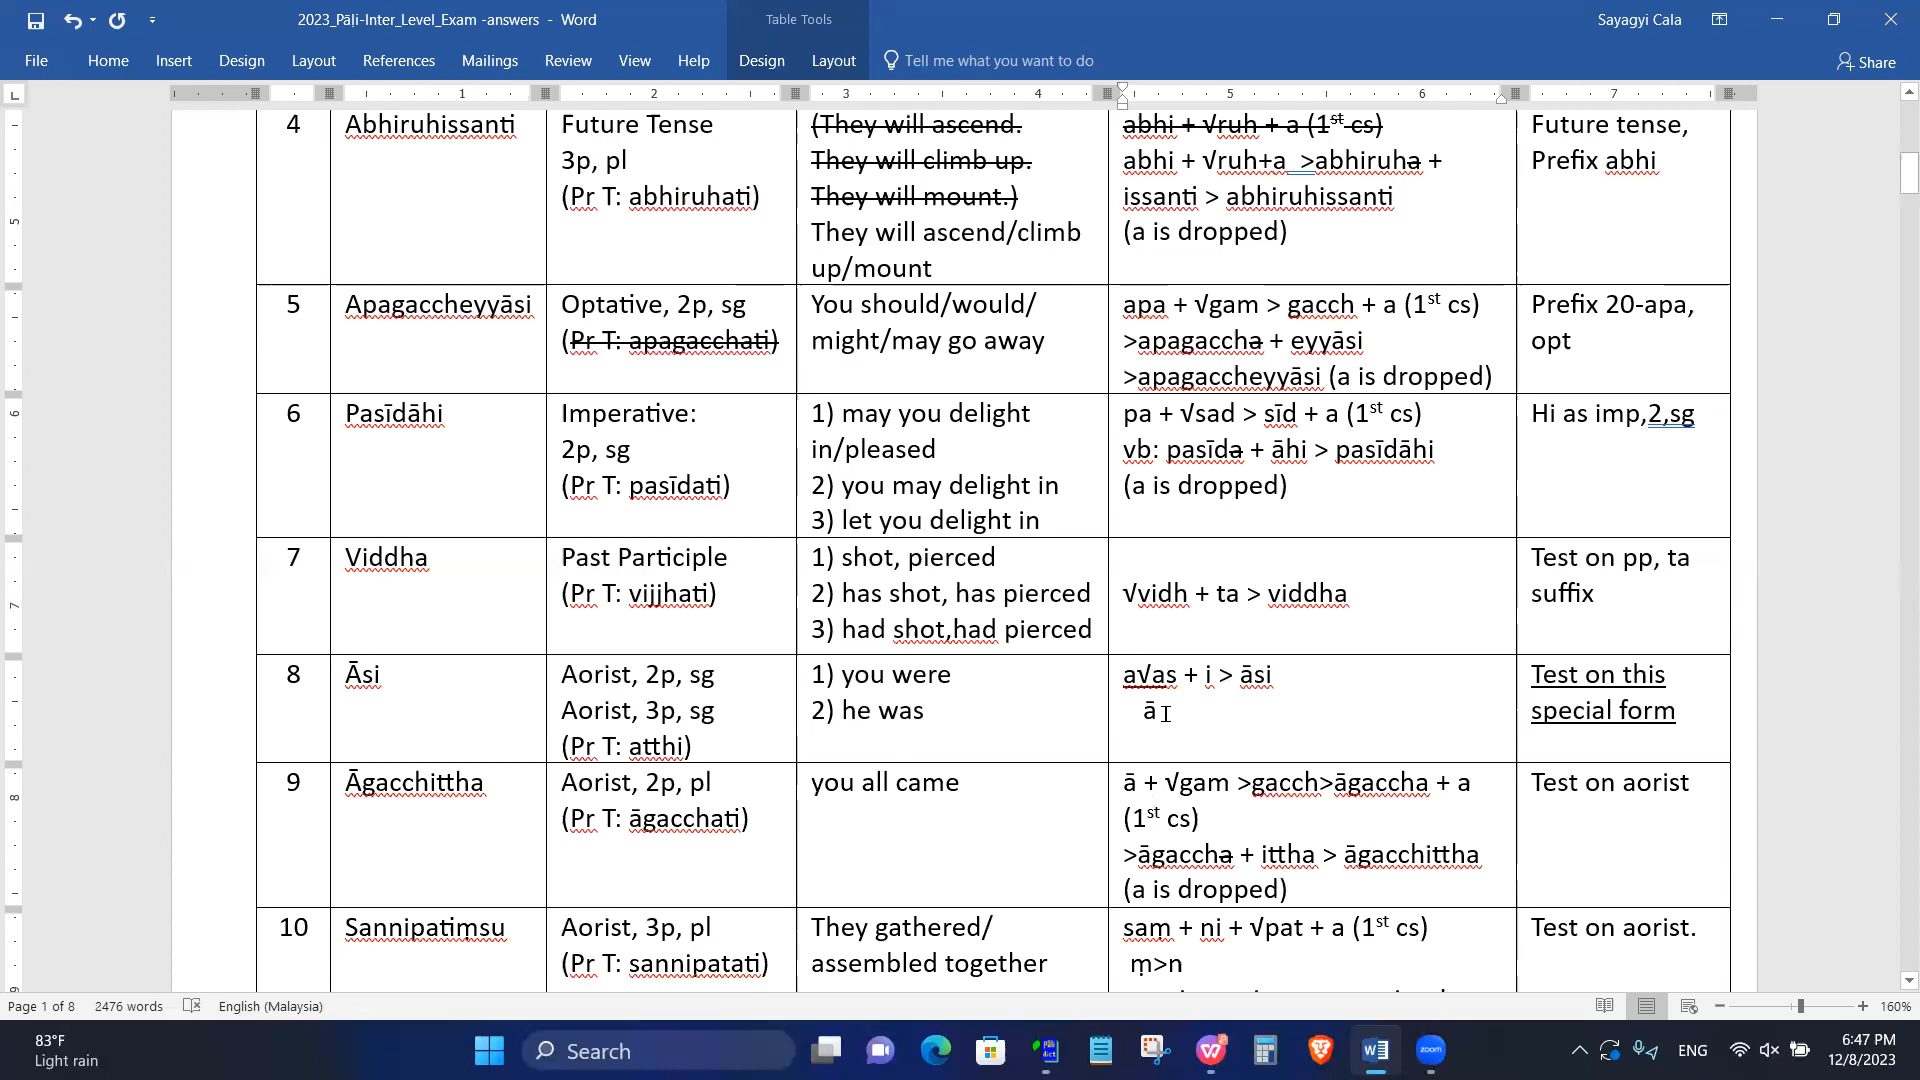 2023_Pāḷi-Inter_Level_Exam -answers - Word
Table Tools
Sayagyi Cala
File Home Insert Design Layout References Mailings Review View Help Design Layout Tell me what you want to do Share
1 2 3 4 5 6 7
4 Abhiruhissanti Future Tense (They will ascend. abhi + √ruh + a (1st cs) Future tense,
3p, pl They will climb up. abhi + √ruh+a >abhiruha + Prefix abhi
(Pr T: abhiruhati) They will mount.) issanti > abhiruhissanti
They will ascend/climb (a is dropped)
up/mount
5 Apagaccheyyāsi Optative, 2p, sg You should/would/ apa + √gam > gacch + a (1st cs) Prefix 20-apa,
(Pr T: apagacchati) might/may go away >apagaccha + eyyāsi opt
>apagaccheyyāsi (a is dropped)
6 Pasīdāhi Imperative: 1) may you delight pa + √sad > sīd + a (1st cs) Hi as imp,2,sg
2p, sg in/pleased vb: pasīda + āhi > pasīdāhi
(Pr T: pasīdati) 2) you may delight in (a is dropped)
3) let you delight in
7 Viddha Past Participle 1) shot, pierced Test on pp, ta
(Pr T: vijjhati) 2) has shot, has pierced √vidh + ta > viddha suffix
3) had shot,had pierced
8 Āsi Aorist, 2p, sg 1) you were a√as + i > āsi Test on this
Aorist, 3p, sg 2) he was ā special form
(Pr T: atthi)
9 Āgacchittha Aorist, 2p, pl you all came ā + √gam >gacch>āgaccha + a Test on aorist
(Pr T: āgacchati) (1st cs)
>āgaccha + ittha > āgacchittha
(a is dropped)
10 Sannipatiṃsu Aorist, 3p, pl They gathered/ saṃ + ni + √pat + a (1st cs) Test on aorist.
(Pr T: sannipatati) assembled together ṃ>n
Page 1 of 8 2476 words English (Malaysia) 160%
83°F
Light rain
Search
ENG
6:47 PM
12/8/2023